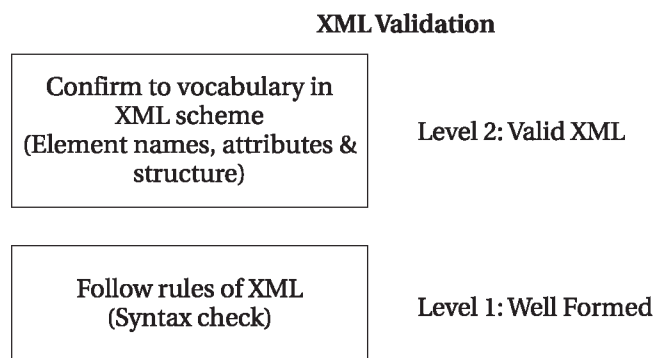 XML Validation
Confirm to vocabulary in
XML scheme
(Element names, attributes &
structure)
Level 2: Valid XML
Follow rules of XML
(Syntax check)
Level 1: Well Formed